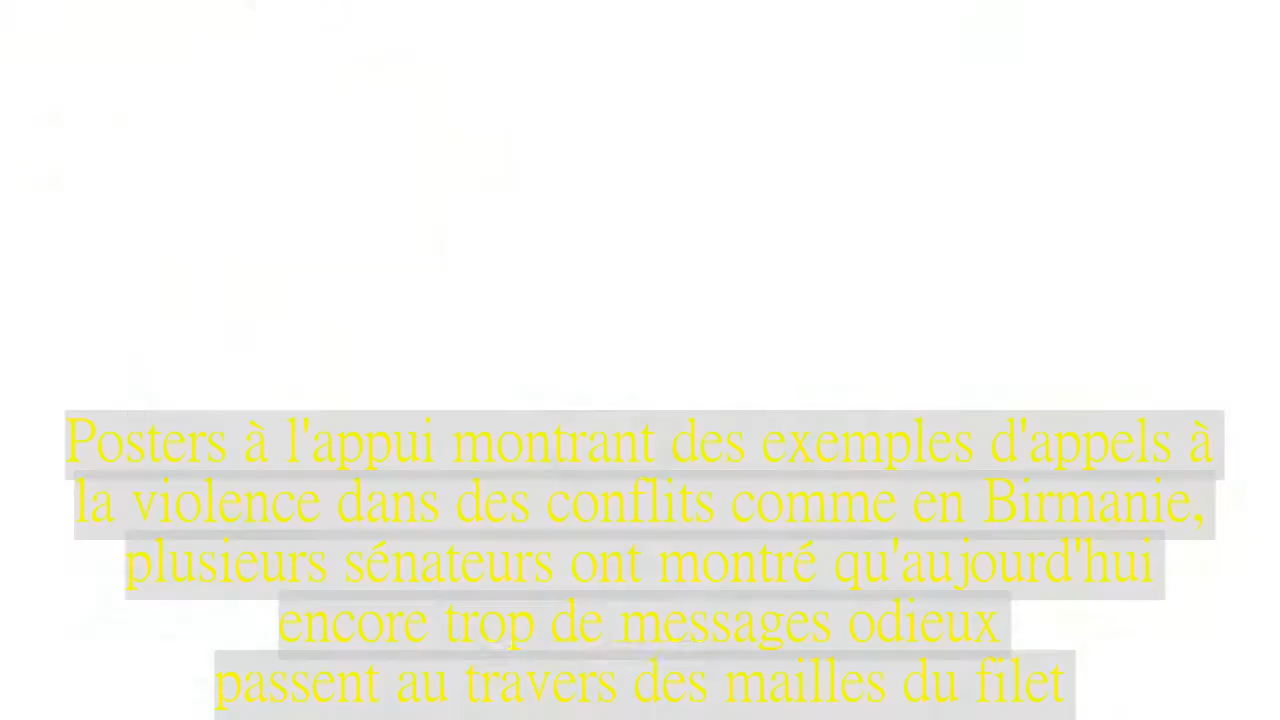 Posters à l'appui montrant des exemples d'appels à
la violence dans des conflits comme en Birmanie,
plusieurs sénateurs ont montré qu'aujourd'hui
encore trop de messages odieux
passent au travers des mailles du filet